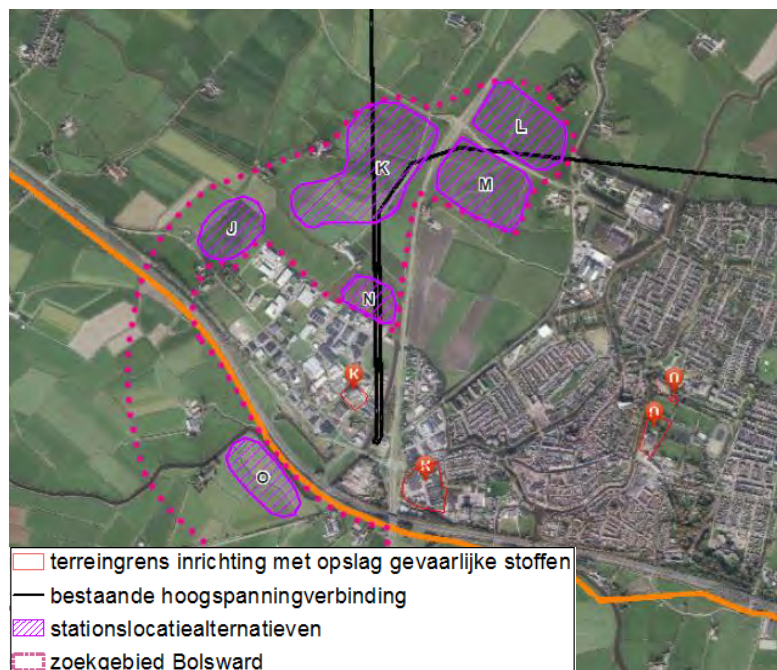 L
K
M
J
N
K
O
K
terreingrens inrichting met opslag gevaarlijke stoffen
bestaande hoogspanningverbinding
stationslocatiealternatieven
zoekgebied Bolsward